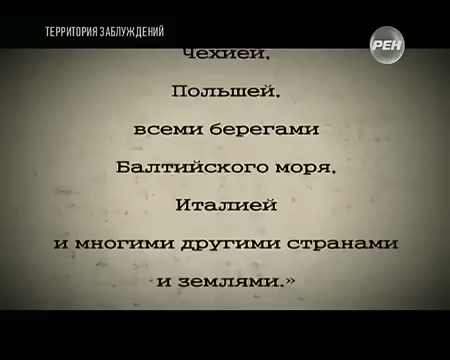 ТЕРРИТОРИЯ ЗАБЛУЖДЕНИЙ
РЕН
Чехией,
Польшей,
всеми берегами
Балтийского моря,
Италией
и многими другими странами
и землями.»